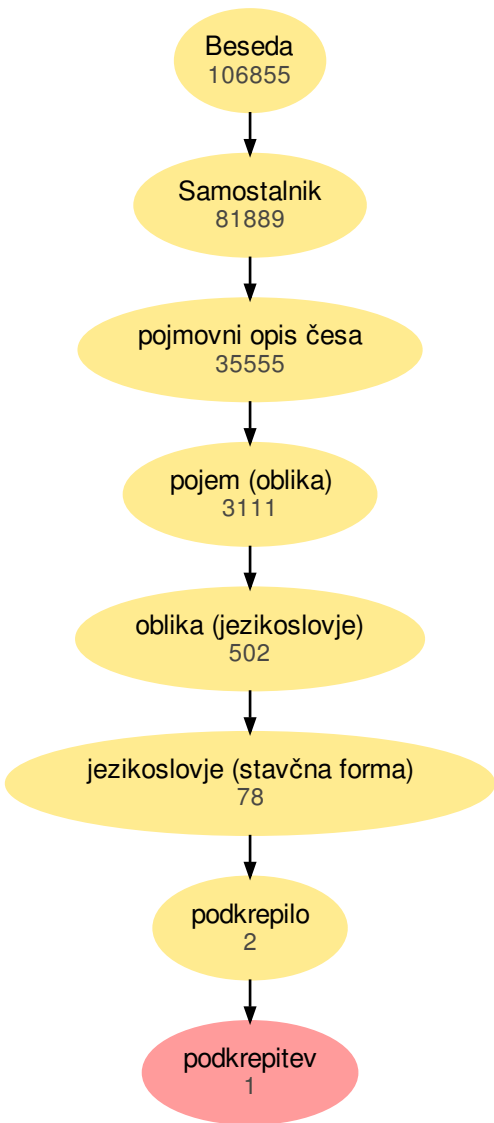 Beseda
106855
Samostalnik
81889
pojmovni opis česa
35555
pojem (oblika)
3111
oblika (jezikoslovje)
502
jezikoslovje (stavčna forma)
78
podkrepilo
2
podkrepitev
1